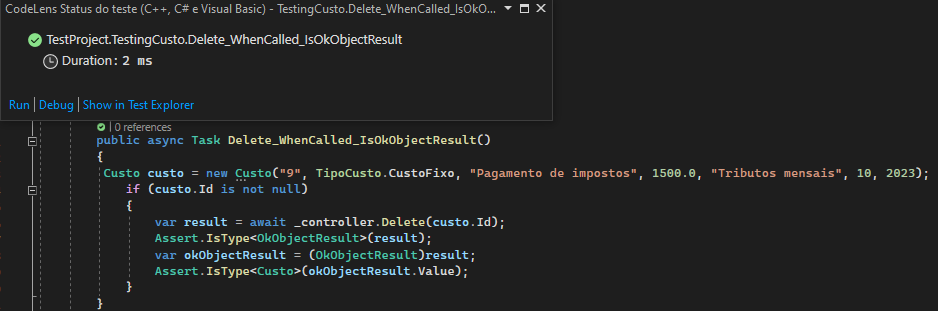 CodeLens Status do teste (C++, C# e Visual Basic) - TestingCusto.Delete_WhenCalled_IsOkO...
TestProject.TestingCusto.Delete_WhenCalled_IsOkObjectResult
Duration: 2 ms
Run | Debug | Show in Test Explorer
| 0 references
public async Task Delete_WhenCalled_IsOkObjectResult()
{
Custo custo = new Custo("9", TipoCusto.CustoFixo, "Pagamento de impostos", 1500.0, "Tributos mensais", 10, 2023);
if (custo.Id is not null)
{
var result = await _controller.Delete(custo.Id);
Assert.IsType<OkObjectResult>(result);
var okObjectResult = (OkObjectResult)result;
Assert.IsType<Custo>(okObjectResult.Value);
}
}